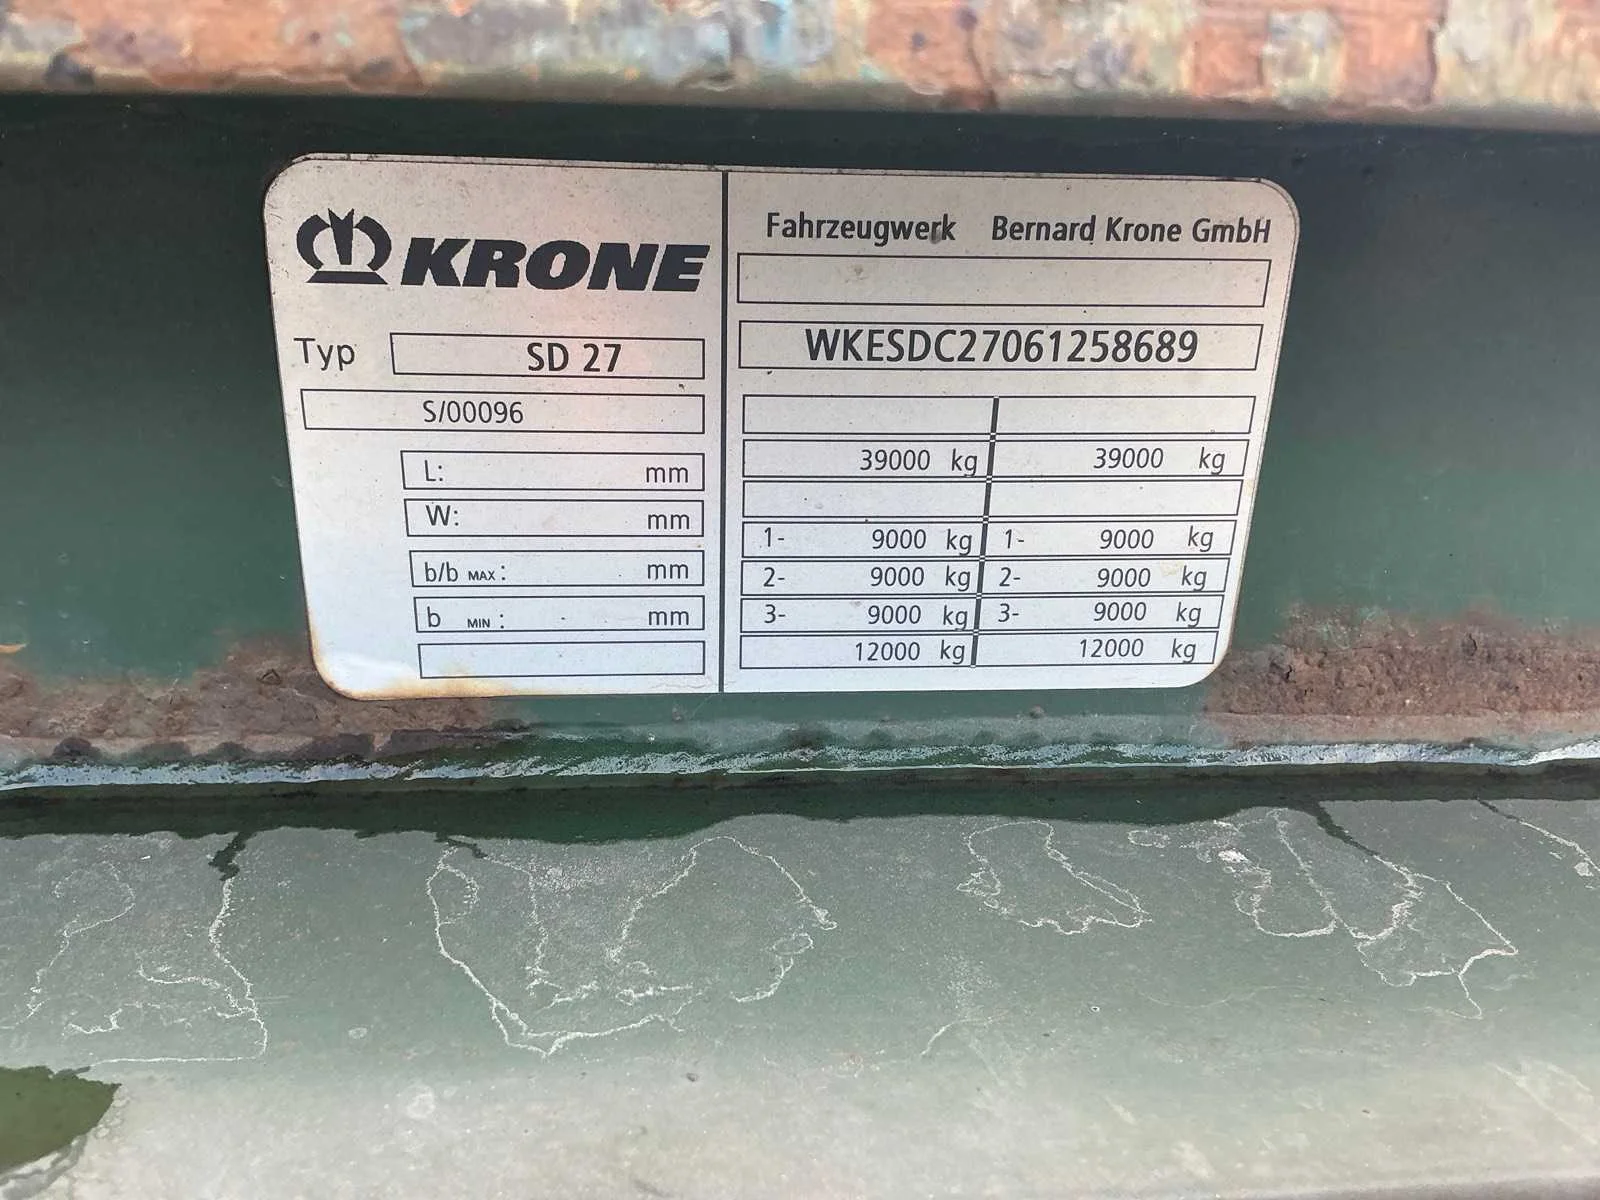 KRONE
Typ SD 27
S/00096
L: mm
W: mm
b/b MAX : mm
b MIN : mm
Fahrzeugwerk Bernard Krone GmbH
WKESDC27061258689
39000 kg 39000 kg
1- 9000 kg 1- 9000 kg
2- 9000 kg 2- 9000 kg
3- 9000 kg 3- 9000 kg
12000 kg 12000 kg